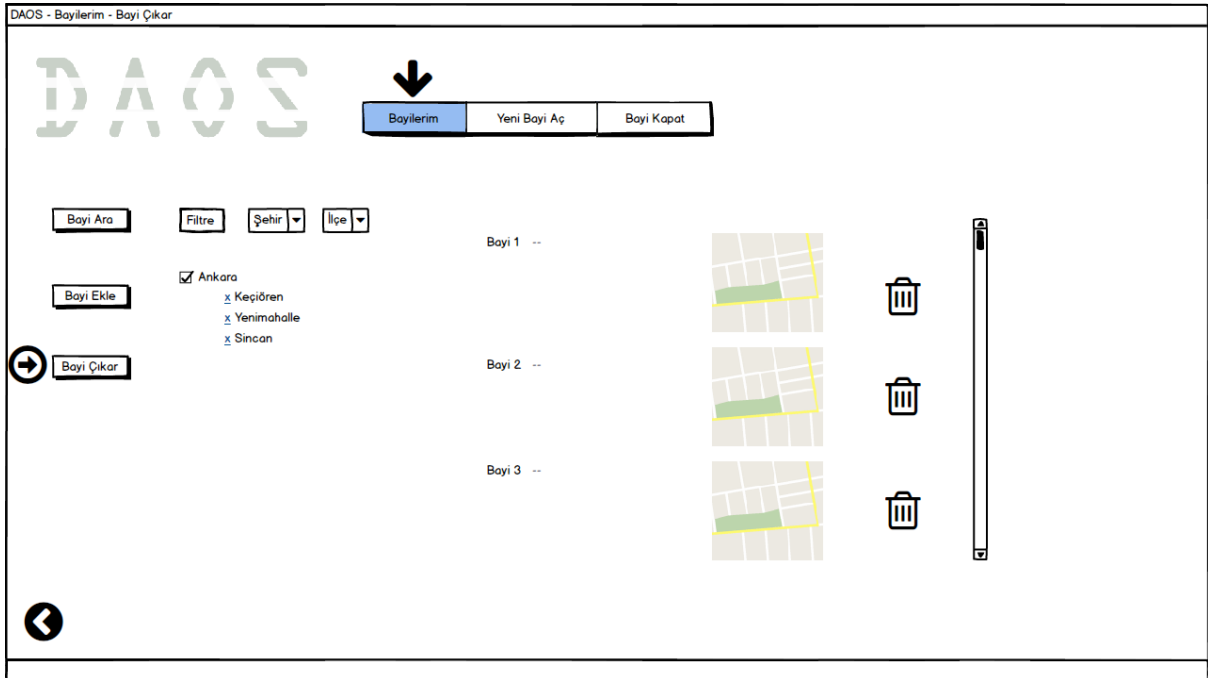 DAOS - Bayilerim - Bayi Çıkar
DAOS
Bayilerim Yeni Bayi Aç Bayi Kapat
Bayi Ara Filtre Şehir İlçe
Bayi 1 --
Ankara
Bayi Ekle x Keçiören
x Yenimahalle
x Sincan
Bayi Çıkar Bayi 2 --
Bayi 3 --